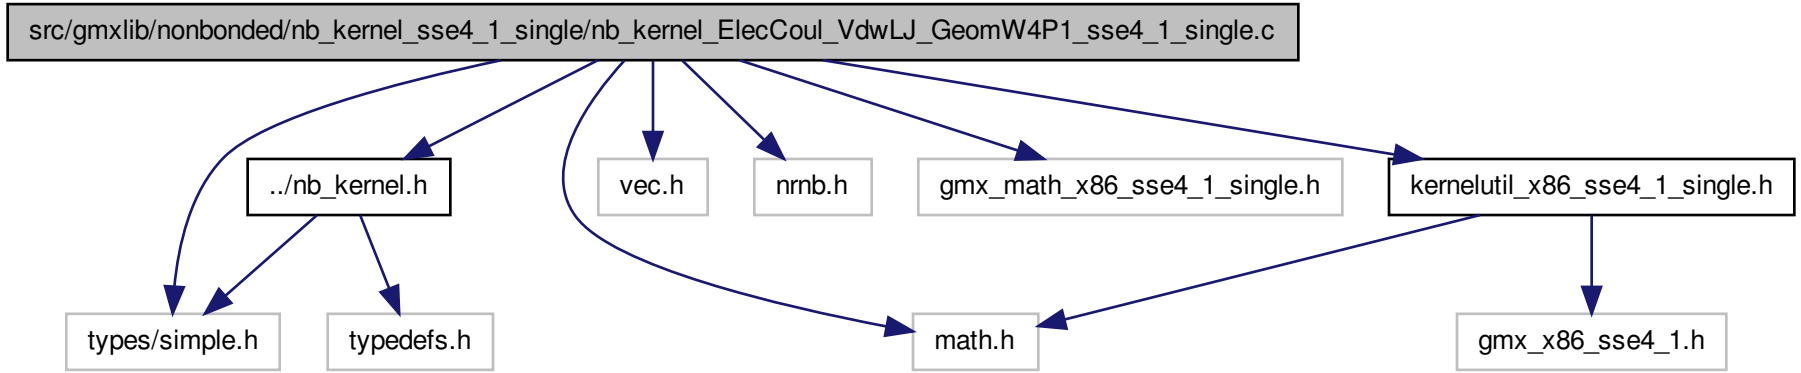 src/gmxlib/nonbonded/nb_kernel_sse4_1_single/nb_kernel_ElecCoul_VdwLJ_GeomW4P1_sse4_1_single.c
../nb_kernel.h
vec.h
nrnb.h
gmx_math_x86_sse4_1_single.h
kernelutil_x86_sse4_1_single.h
types/simple.h
typedefs.h
math.h
gmx_x86_sse4_1.h